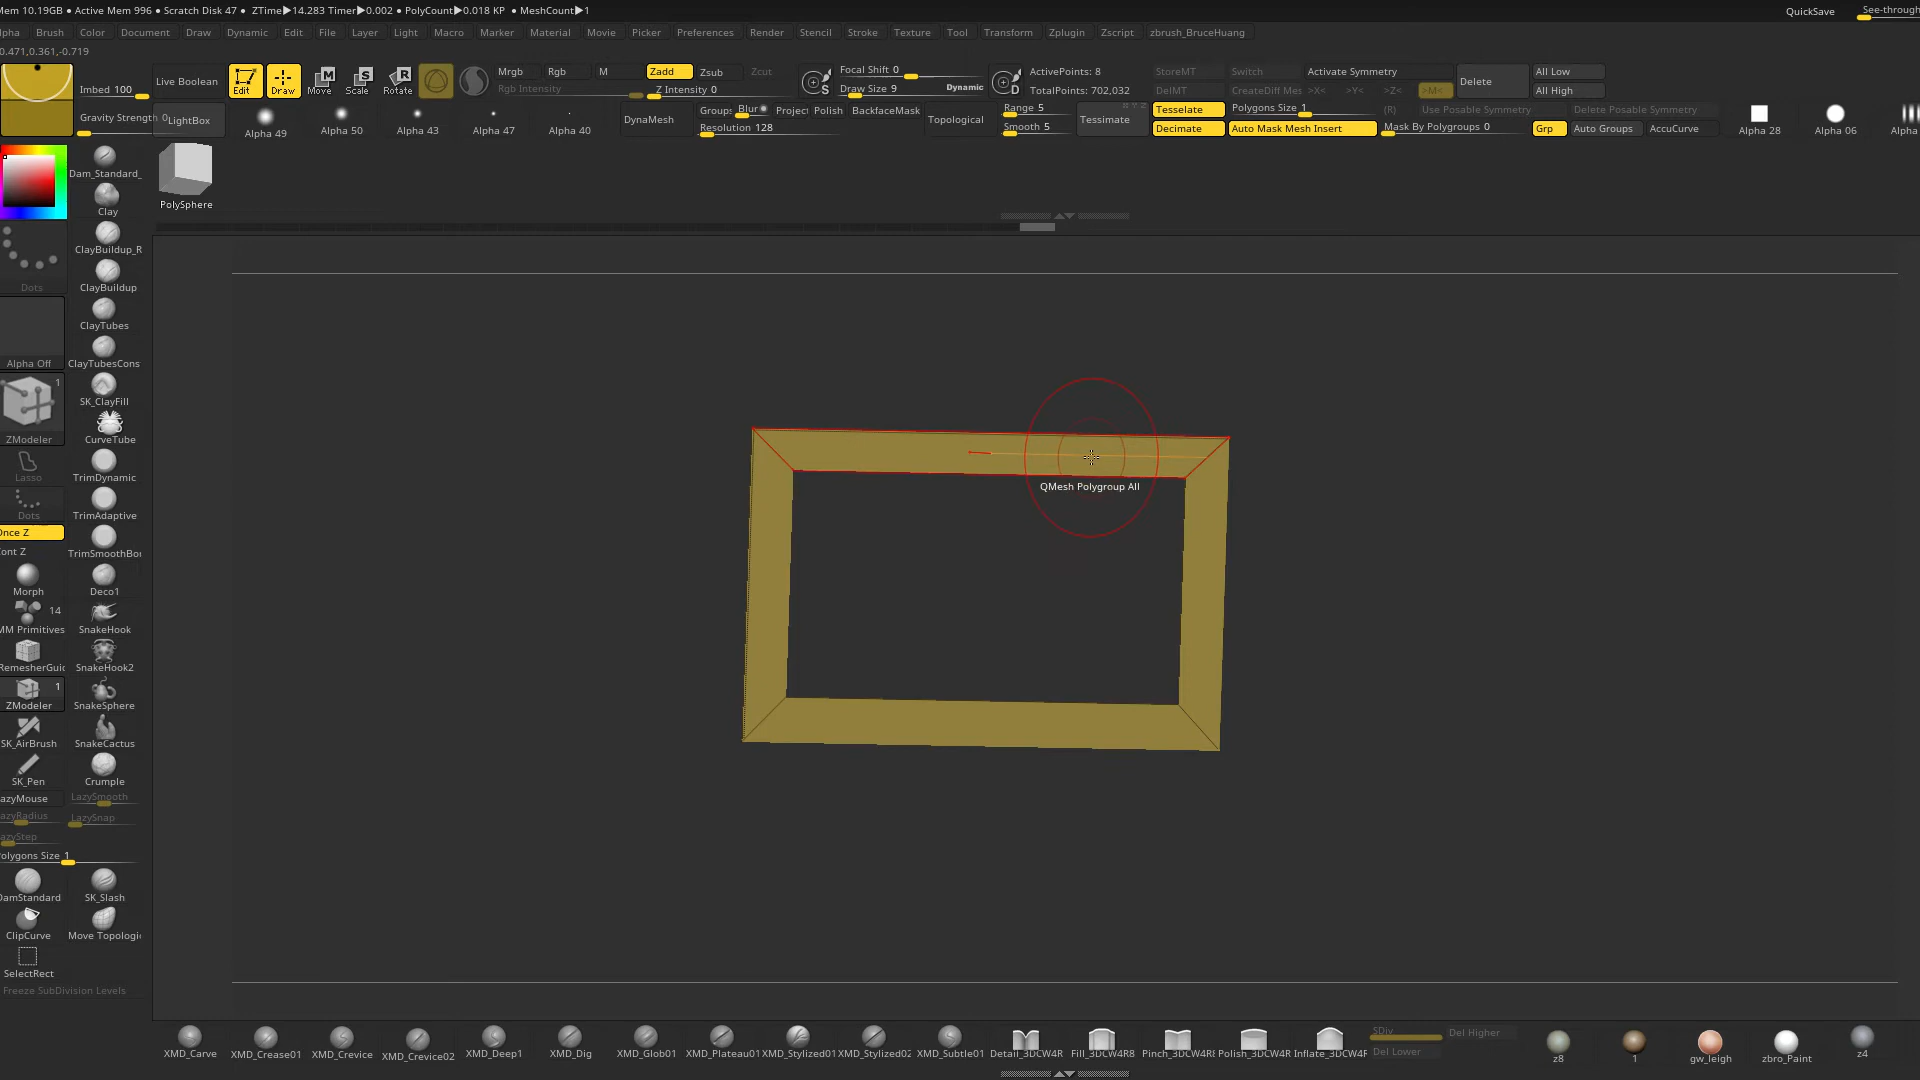 Mem 10.19GB • Active Mem 996 • Scratch Disk 47 • ZTime▶14.283 Timer▶0.002 • PolyCount▶0.018 KP • MeshCount▶1
QuickSave
See-through
lpha Brush Color Document Draw Dynamic Edit File Layer Light Macro Marker Material Movie Picker Preferences Render Stencil Stroke Texture Tool Transform Zplugin Zscript zbrush_BruceHuang
0.471,0.361,-0.719
Imbed 100
Gravity Strength 0
Live Boolean
LightBox
Edit
Draw
Move
Scale
Rotate
Mrgb Rgb M Zadd Zsub Zcut
Rgb Intensity
Z Intensity 0
S
Focal Shift 0
Draw Size 9
Dynamic
D
ActivePoints: 8
TotalPoints: 702,032
StoreMT Switch
DelMT CreateDiff Mes
Activate Symmetry
>X< >Y< >Z< >M< (R)
Use Posable Symmetry Delete Posable Symmetry
Delete
All Low
All High
Alpha 49
Alpha 50
Alpha 43
Alpha 47
Alpha 40
DynaMesh
Groups Blur Project Polish
Resolution 128
BackfaceMask
Topological
Range 5
Smooth 5
Tessimate
Tesselate
Decimate
Polygons Size 1
Auto Mask Mesh Insert
Mask By Polygroups 0
Grp Auto Groups AccuCurve
Alpha 28
Alpha 06
Alpha
Dam_Standard_
Clay
ClayBuildup_R
ClayBuildup
ClayTubes
ClayTubesCons
SK_ClayFill
CurveTube
TrimDynamic
TrimAdaptive
TrimSmoothBo
Deco1
SnakeHook
SnakeHook2
SnakeSphere
SnakeCactus
Crumple
LazySmooth
LazySnap
SK_Slash
Move Topologi
PolySphere
Dots
Alpha Off
1
ZModeler
Lasso
Dots
Once Z
ont Z
Morph
14
MM Primitives
RemesherGuid
1
ZModeler
SK_AirBrush
SK_Pen
azyMouse
azyRadius
azyStep
olygons Size 1
DamStandard
ClipCurve
SelectRect
Freeze SubDivision Levels
QMesh Polygroup All
XMD_Carve
XMD_Crease01
XMD_Crevice
XMD_Crevice02
XMD_Deep1
XMD_Dig
XMD_Glob01
XMD_Plateau01
XMD_Stylized01
XMD_Stylized02
XMD_Subtle01
Detail_3DCW4R
Fill_3DCW4R8
Pinch_3DCW4R8
Polish_3DCW4R
Inflate_3DCW4R
SDiv
Del Lower
Del Higher
z8
1
gw_leigh
zbro_Paint
z4